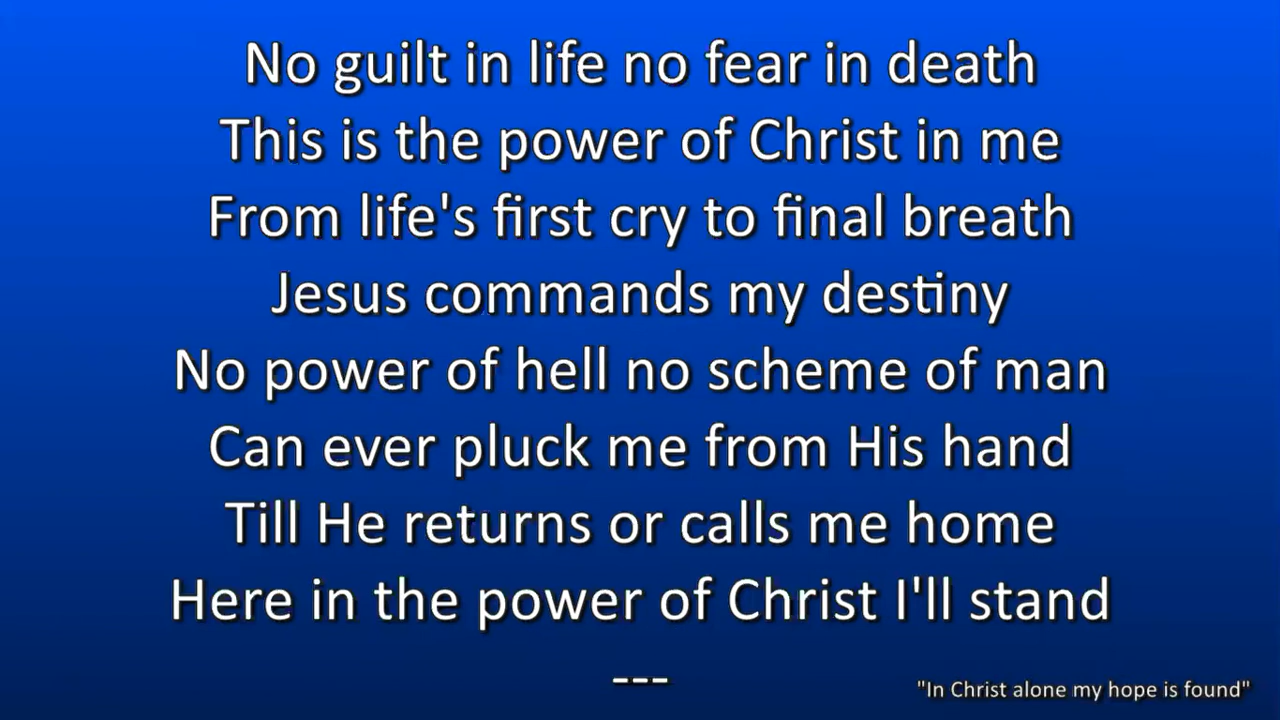 No guilt in life no fear in death
This is the power of Christ in me
From life's first cry to final breath
Jesus commands my destiny
No power of hell no scheme of man
Can ever pluck me from His hand
Till He returns or calls me home
Here in the power of Christ I'll stand
---
"In Christ alone my hope is found"